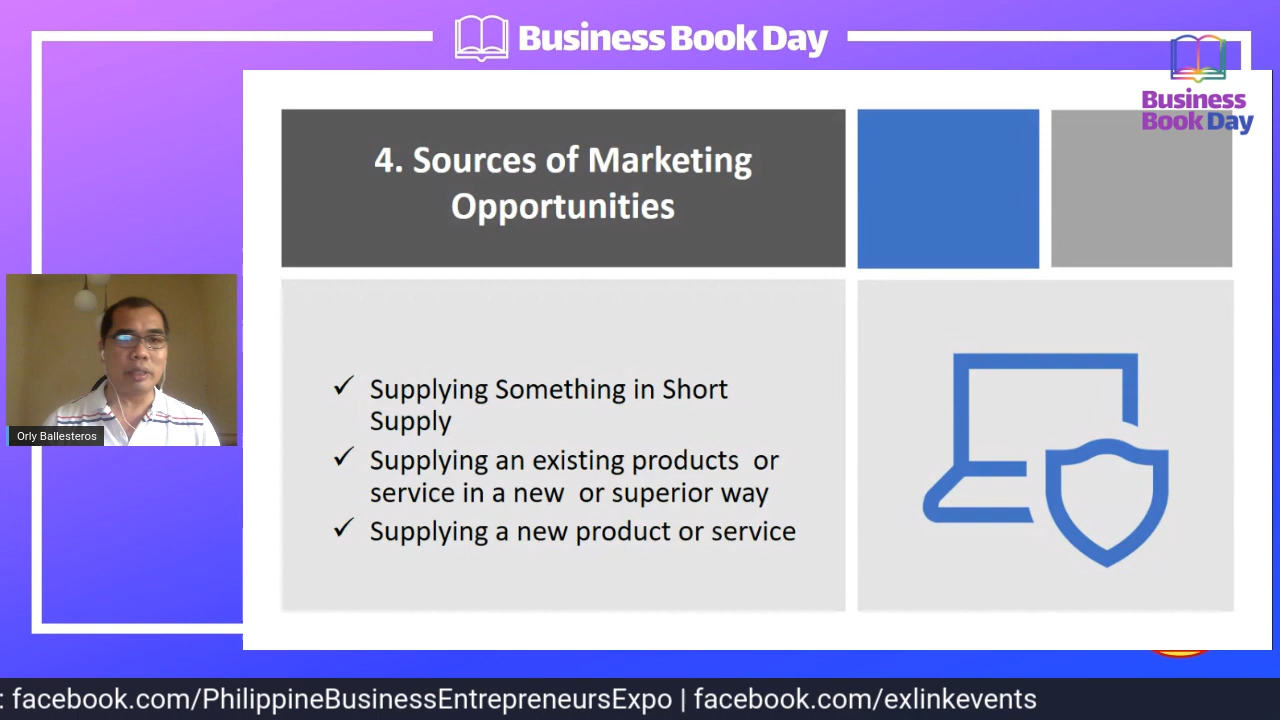 Business Book Day
Business
Book Day
4. Sources of Marketing
Opportunities
✓ Supplying Something in Short
Supply
✓ Supplying an existing products or
service in a new or superior way
✓ Supplying a new product or service
Orly Ballesteros
: facebook.com/PhilippineBusinessEntrepreneursExpo | facebook.com/exlinkevents